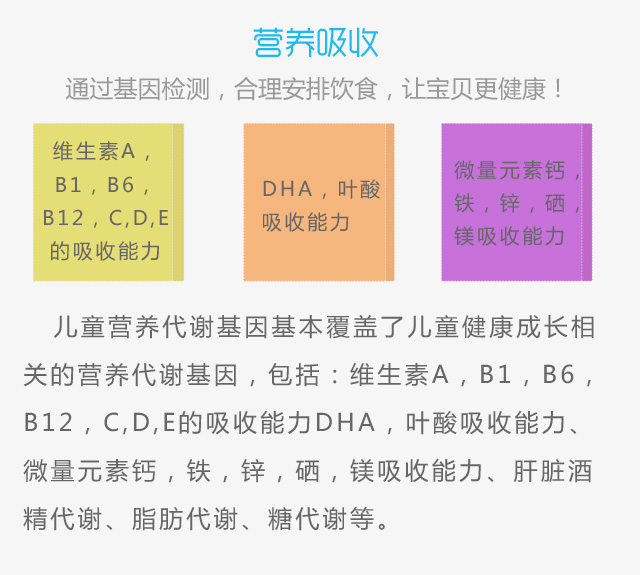 营养吸收
通过基因检测，合理安排饮食，让宝贝更健康！
维生素A，
B1，B6，
B12，C,D,E
的吸收能力
DHA，叶酸
吸收能力
微量元素钙，
铁，锌，硒，
镁吸收能力
儿童营养代谢基因基本覆盖了儿童健康成长相
关的营养代谢基因，包括：维生素A，B1，B6，
B12，C,D,E的吸收能力DHA，叶酸吸收能力、
微量元素钙，铁，锌，硒，镁吸收能力、肝脏酒
精代谢、脂肪代谢、糖代谢等。